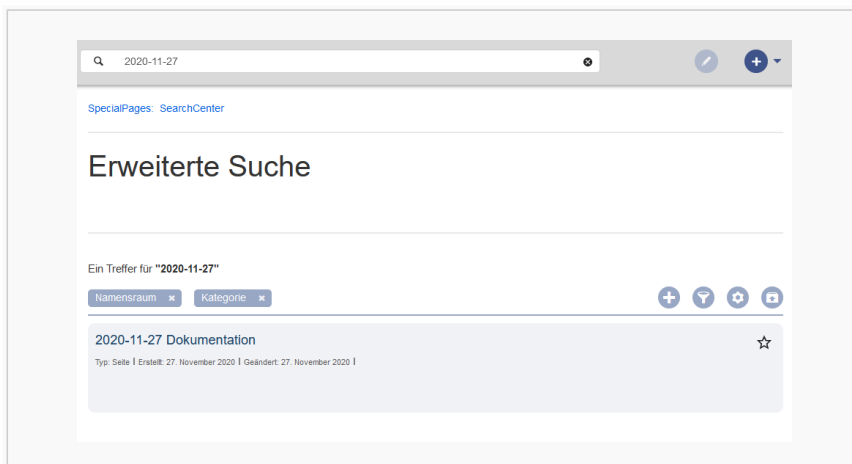 2020-11-27
SpecialPages: SearchCenter
Erweiterte Suche
Ein Treffer für "2020-11-27"
Namensraum Kategorie
2020-11-27 Dokumentation
Typ: Seite | Erstellt: 27. November 2020 | Geändert: 27. November 2020 |